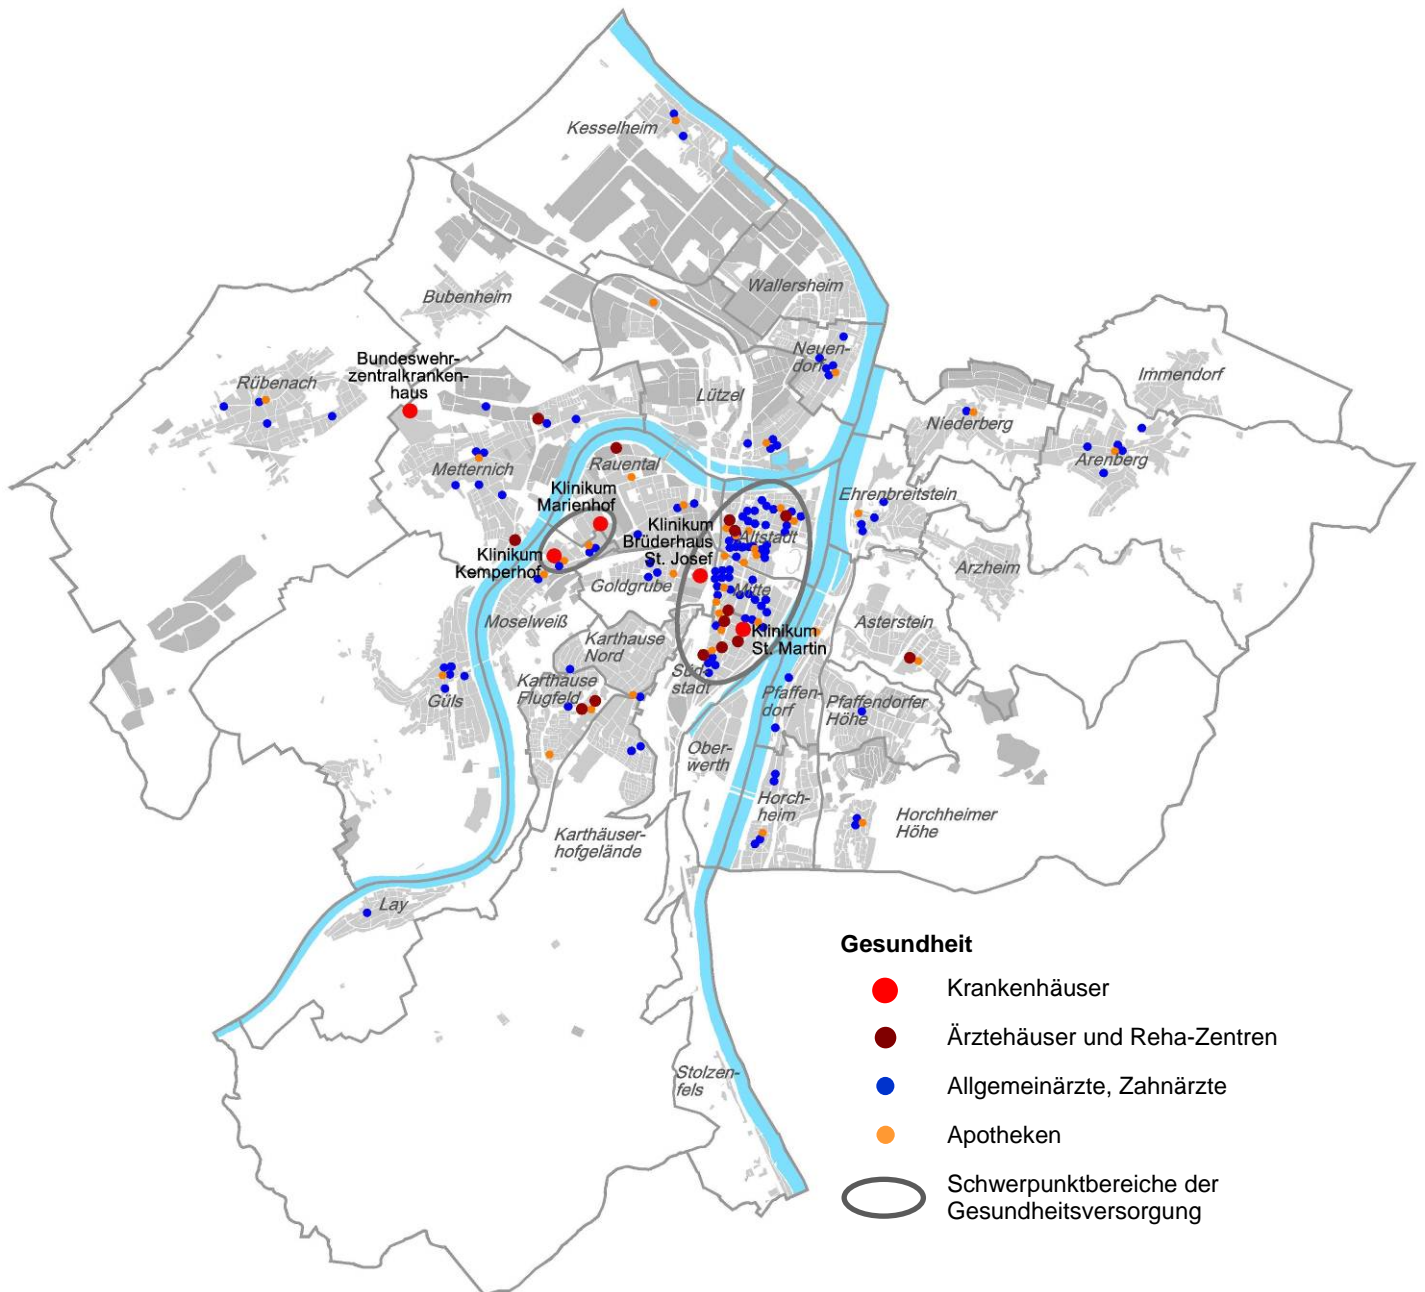 Kesselheim
Wallersheim
Bubenheim
Neuen-
dorf
Immendorf
Bundeswehr-
zentralkranken-
haus
Rübenach
Lützel
Niederberg
Arenberg
Metternich
Rauental
Ehrenbreitstein
Klinikum
Marienhof
Klinikum
Brüderhaus
St. Josef
Altstadt
Klinikum
Kemperhof
Goldgrube
Mitte
Arzheim
Moselweiß
Karthause
Nord
Klinikum
St. Martin
Asterstein
Karthause
Flugfeld
Süd-
stadt
Pfaffen-
dorf
Pfaffendorfer
Höhe
Güls
Ober-
werth
Horch-
heim
Horchheimer
Höhe
Karthäuser-
hofgelände
Lay
Stolzen-
fels
Gesundheit
Krankenhäuser
Ärztehäuser und Reha-Zentren
Allgemeinärzte, Zahnärzte
Apotheken
Schwerpunktbereiche der
Gesundheitsversorgung